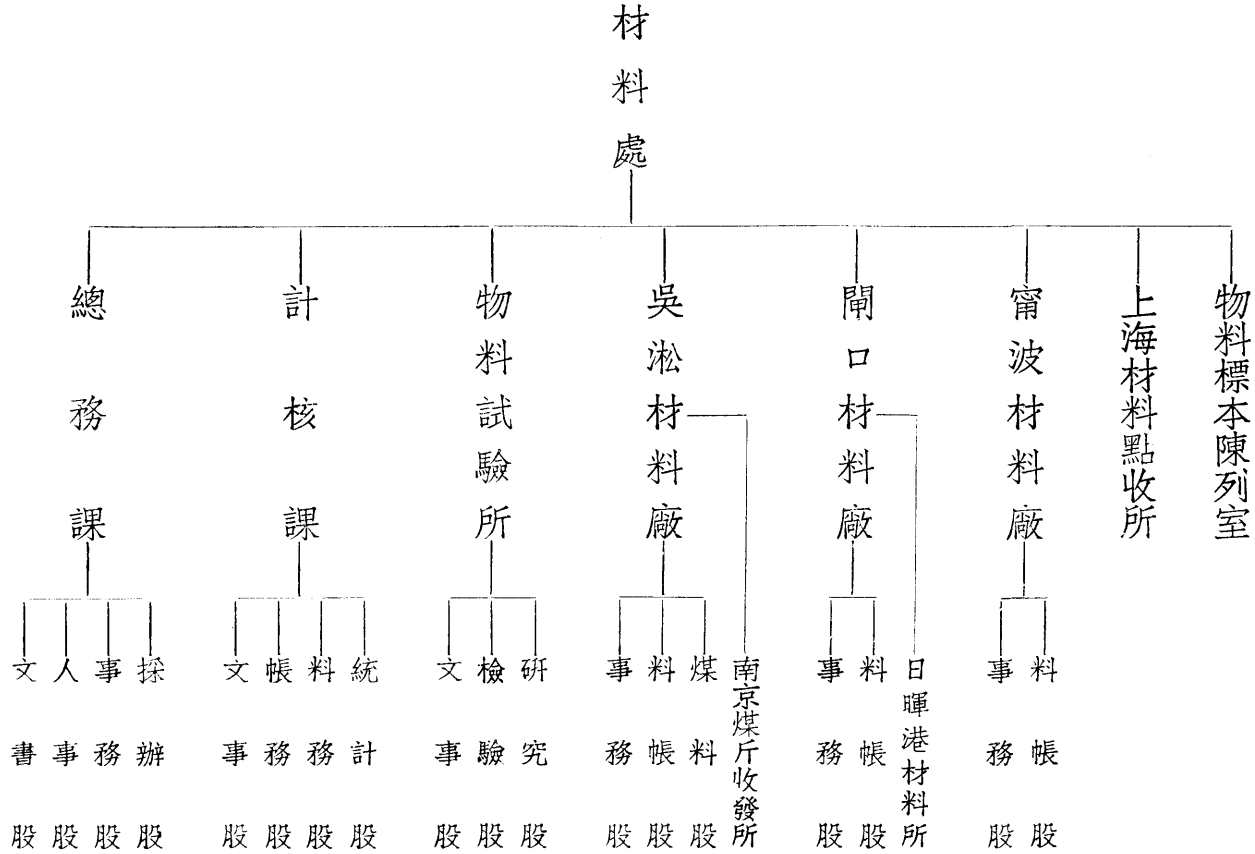 材料處
總務課
計核課
物料試驗所
吳淞材料廠
閘口材料廠
甯波材料廠
上海材料點收所
物料標本陳列室
文書股
人事股
事務股
採辦股
文事股
帳務股
料務股
統計股
文事股
檢驗股
研究股
事務股
料帳股
煤料股
南京煤斤收發所
事務股
料帳股
日暉港材料所
事務股
料帳股